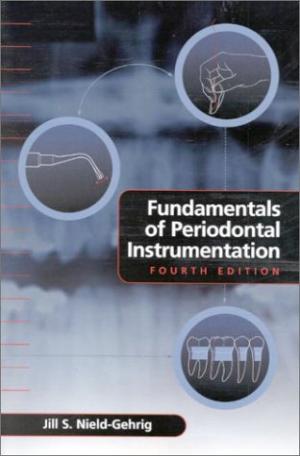 Fundamentals
of Periodontal
Instrumentation
FOURTH EDITION
Jill S. Nield-Gehrig